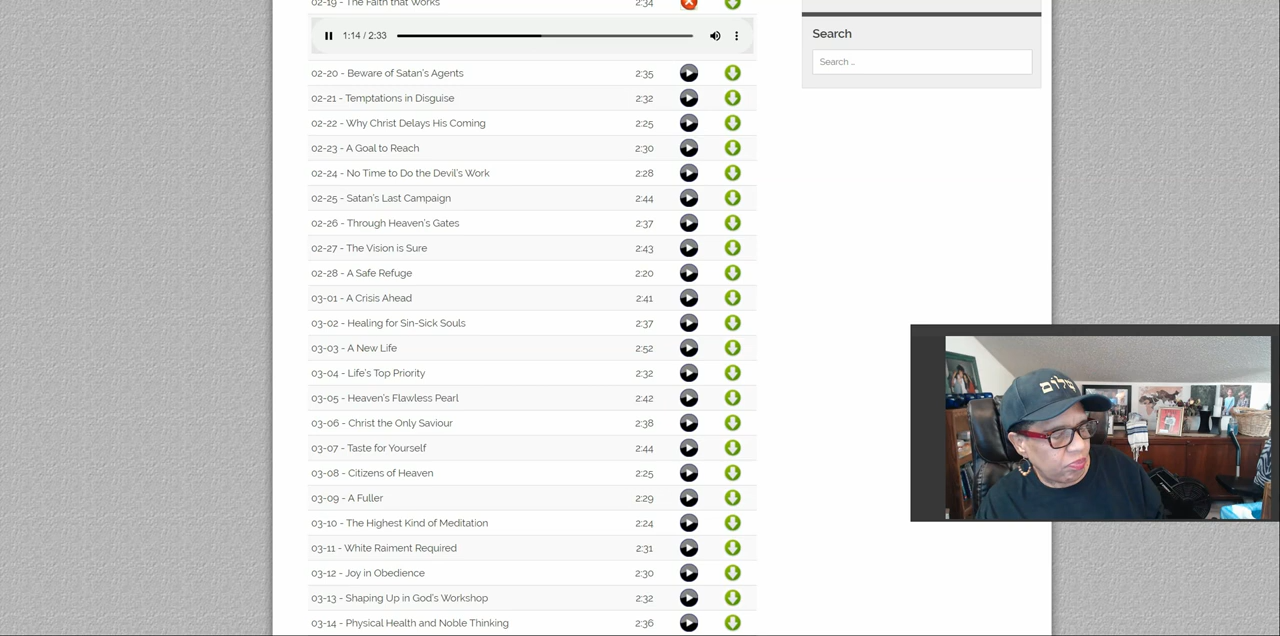 02-19 - The Faith that Works 2:34
1:14 / 2:33
02-20 - Beware of Satan's Agents 2:35
02-21 - Temptations in Disguise 2:32
02-22 - Why Christ Delays His Coming 2:25
02-23 - A Goal to Reach 2:30
02-24 - No Time to Do the Devil's Work 2:28
02-25 - Satan's Last Campaign 2:44
02-26 - Through Heaven's Gates 2:37
02-27 - The Vision is Sure 2:43
02-28 - A Safe Refuge 2:20
03-01 - A Crisis Ahead 2:41
03-02 - Healing for Sin-Sick Souls 2:37
03-03 - A New Life 2:52
03-04 - Life's Top Priority 2:32
03-05 - Christ Flawless Pearl 2:42
03-06 - Christ the Only Saviour 2:38
03-07 - Taste for Yourself 2:44
03-08 - Citizens of Heaven 2:25
03-09 - A Fuller 2:29
03-10 - The Highest Kind of Meditation 2:24
03-11 - White Raiment Required 2:31
03-12 - Joy in Obedience 2:30
03-13 - Shaping Up in God's Workshop 2:32
03-14 - Physical Health and Noble Thinking 2:36
Search
Search …
שלום